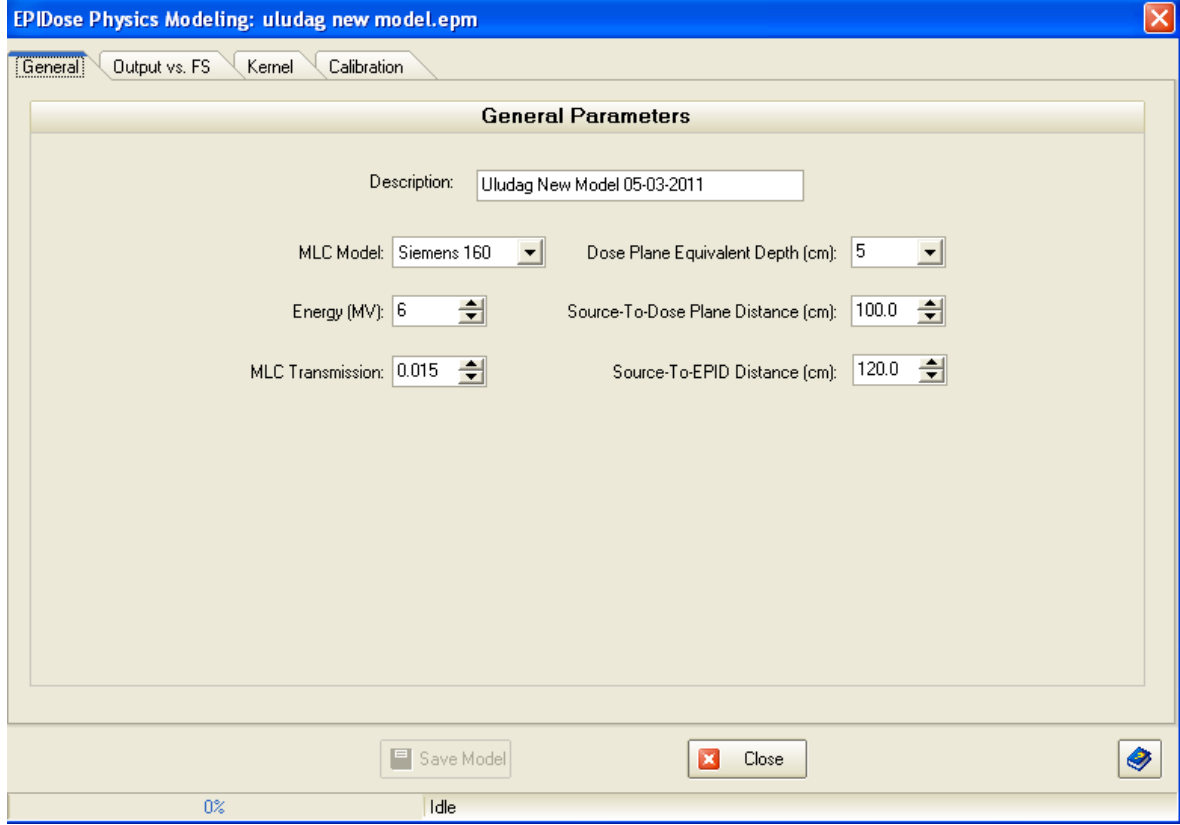 EPIDose Physics Modeling: uludag new model.epm
General Output vs. FS Kernel Calibration
General Parameters
Description: Uludag New Model 05-03-2011
MLC Model: Siemens 160 Dose Plane Equivalent Depth (cm): 5
Energy (MV): 6 Source-To-Dose Plane Distance (cm): 100.0
MLC Transmission: 0.015 Source-To-EPID Distance (cm): 120.0
Save Model Close
0% Idle